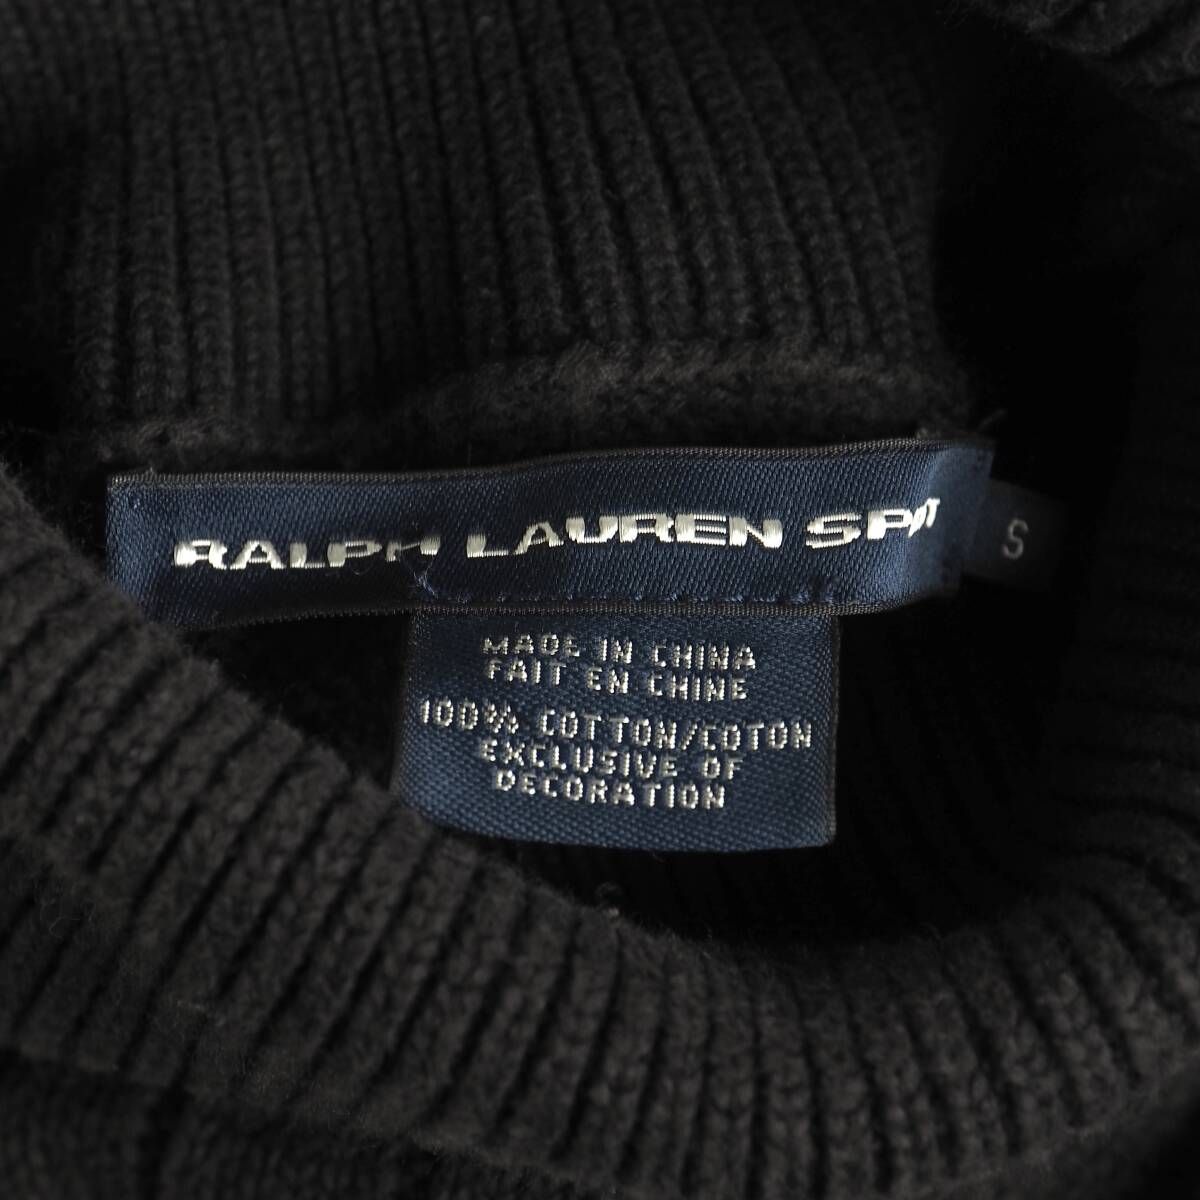 RALPH LAUREN SPORT
S
MADE IN CHINA
FAIT EN CHINE
100% COTTON/COTON
EXCLUSIVE OF
DECORATION